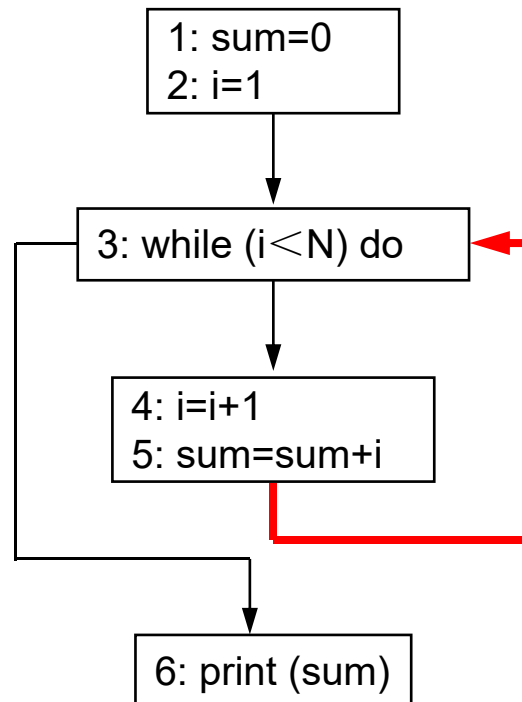 1: sum=0
2: i=1
3: while (i＜N) do
4: i=i+1
5: sum=sum+i
6: print (sum)